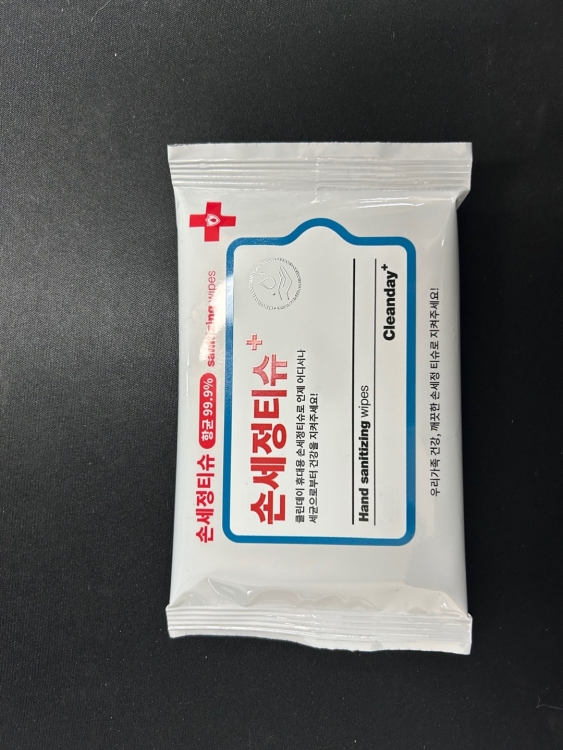 손세정티슈 항균 99.9% sanitizing wipes
손세정티슈+
클린데이 휴대용 손세정티슈로 언제 어디서나
세균으로부터 건강을 지켜주세요!
Hand sanitizing wipes
Cleanday+
우리가족 건강, 깨끗한 손세정 티슈로 지켜주세요!